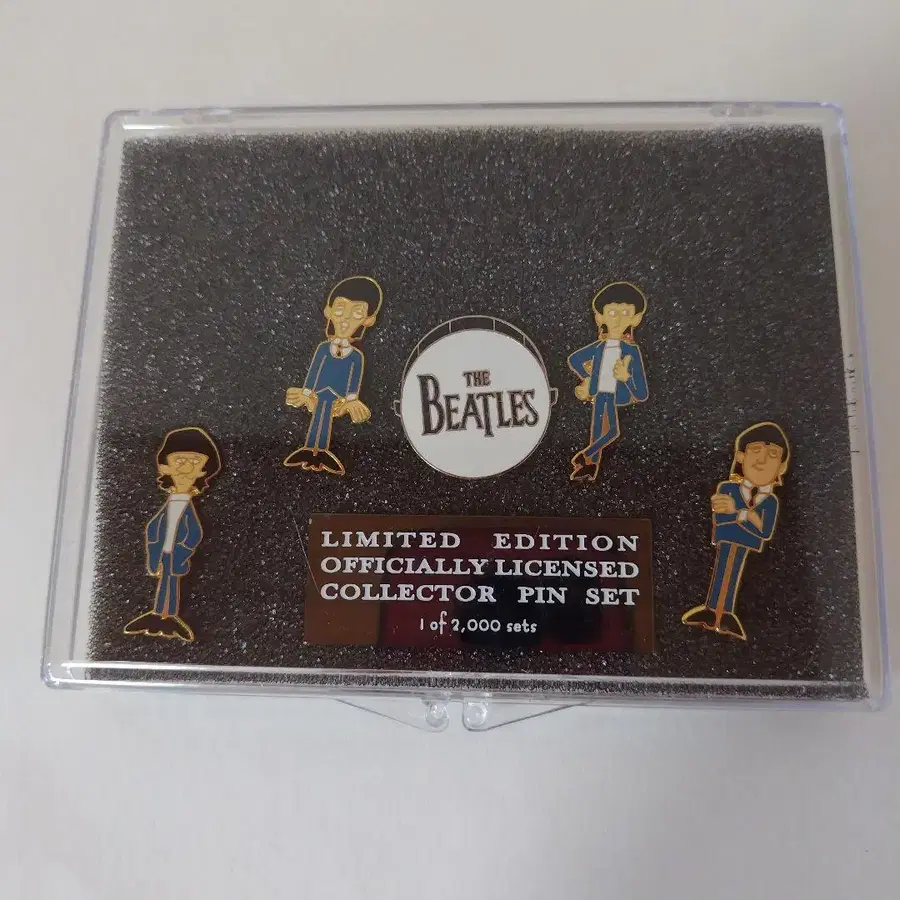 THE
BEATLES
LIMITED EDITION
OFFICIALLY LICENSED
COLLECTOR PIN SET
1 of 2,000 sets